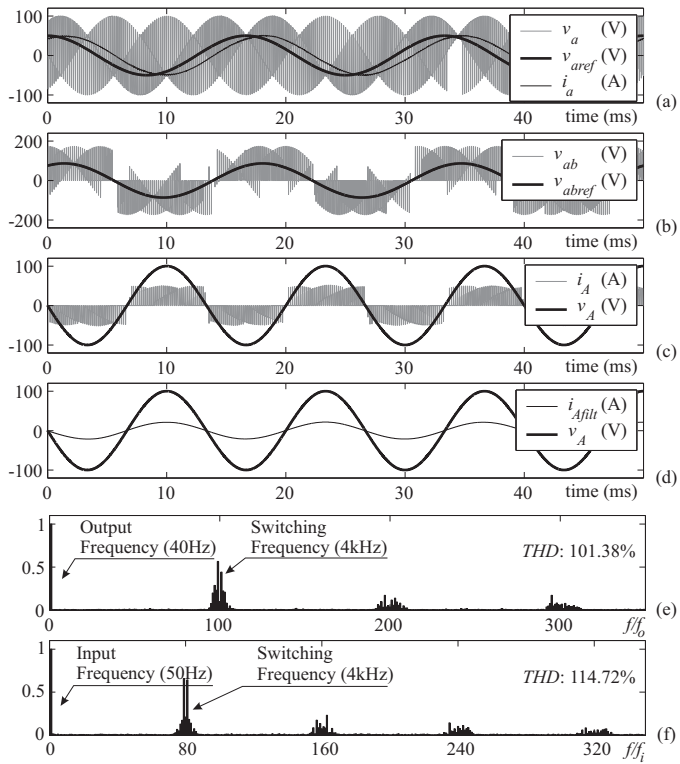 100
0
-100
v_a (V)
v_aref (V)
i_a (A)
0 10 20 30 40
time (ms)
(a)
200
0
-200
v_ab (V)
v_abref (V)
0 10 20 30 40
time (ms)
(b)
100
0
-100
i_A (A)
v_A (V)
0 10 20 30 40
time (ms)
(c)
100
0
-100
i_Afilt (A)
v_A (V)
0 10 20 30 40
time (ms)
(d)
1
0.5
0
Output
Frequency (40Hz)
Switching
Frequency (4kHz)
THD: 101.38%
0 100 200 300
f/f_o
(e)
1
0.5
0
Input
Frequency (50Hz)
Switching
Frequency (4kHz)
THD: 114.72%
0 80 160 240 320
f/f_i
(f)